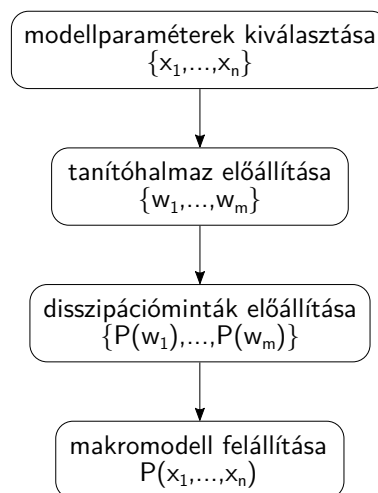 modellparaméterek kiválasztása
{x₁,...,xₙ}
tanítóhalmaz előállítása
{w₁,...,wₘ}
disszipációminták előállítása
{P(w₁),...,P(wₘ)}
makromodell felállítása
P(x₁,...,xₙ)